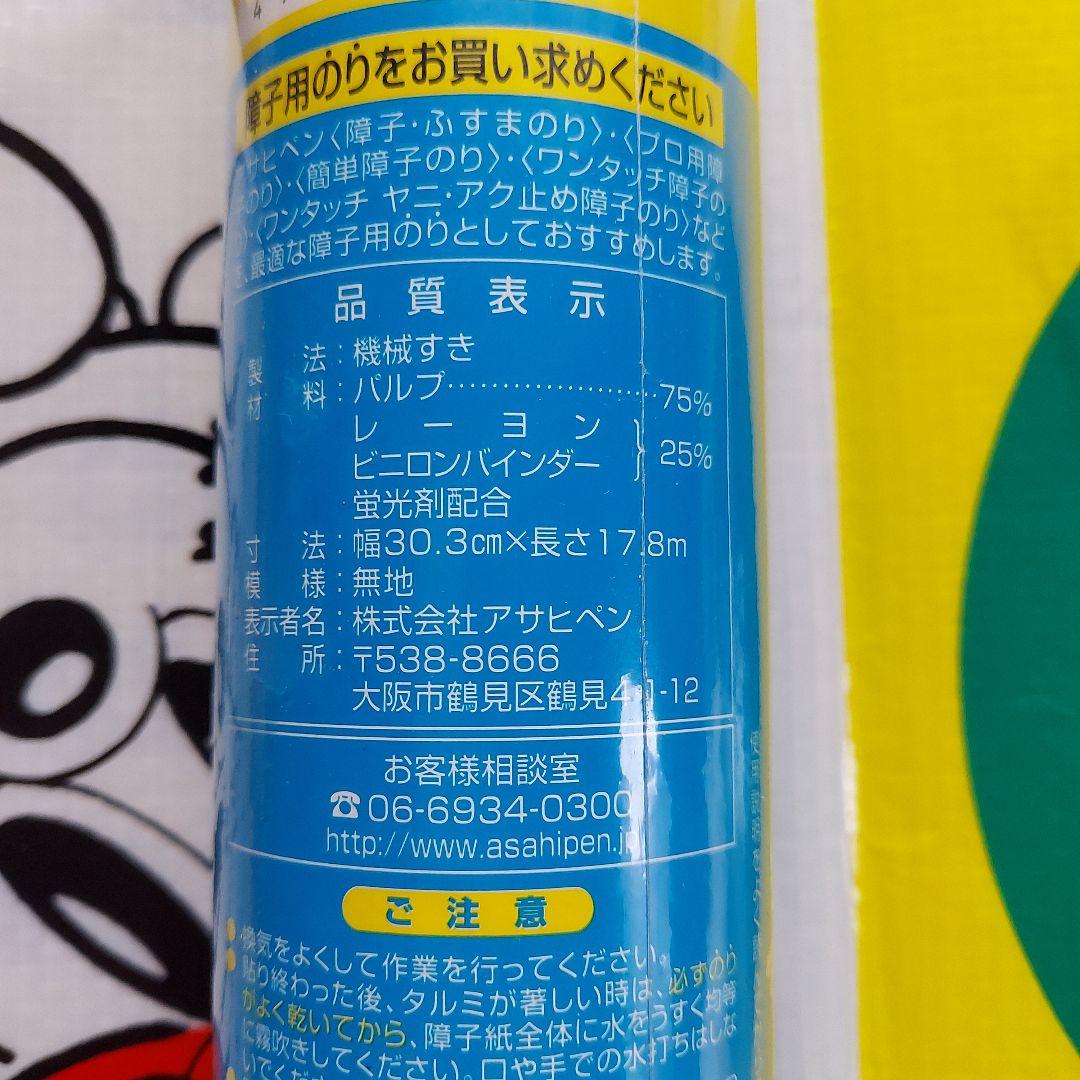 障子用のりをお買い求めください
サヒペン〈障子・ふすまのり〉・〈プロ用障
のり〉・〈簡単障子のり〉・〈ワンタッチ障子の
〈ワンタッチ ヤニ・アク止め障子のり〉など
、最適な障子用のりとしておすすめします。
品質表示
製法：機械すき
材料：パルプ…………………75%
レーヨン
ビニロンバインダー } 25%
蛍光剤配合
寸法：幅30.3cm×長さ17.8m
模様：無地
表示者名：株式会社アサヒペン
住所：〒538-8666
大阪市鶴見区鶴見4-1-12
お客様相談室
☎06-6934-0300
http://www.asahipen.jp
ご注意
換気をよくして作業を行ってください。
貼り終わった後、タルミが著しい時は、必ずのり
がよく乾いてから、障子紙全体に水をうすく均等
に霧吹きしてください。口や手での水打ちはしな
いでくだ